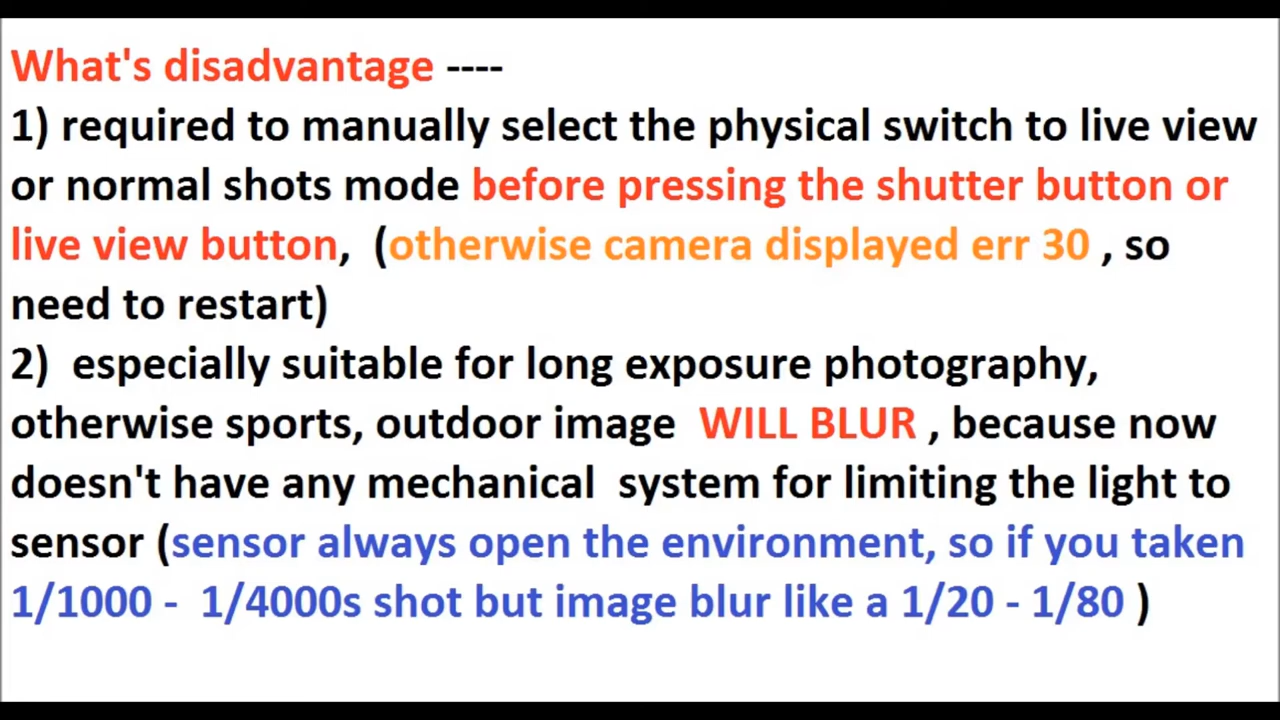 What's disadvantage ----
1) required to manually select the physical switch to live view
or normal shots mode before pressing the shutter button or
live view button, (otherwise camera displayed err 30 , so
need to restart)
2) especially suitable for long exposure photography,
otherwise sports, outdoor image WILL BLUR , because now
doesn't have any mechanical system for limiting the light to
sensor (sensor always open the environment, so if you taken
1/1000 - 1/4000s shot but image blur like a 1/20 - 1/80 )